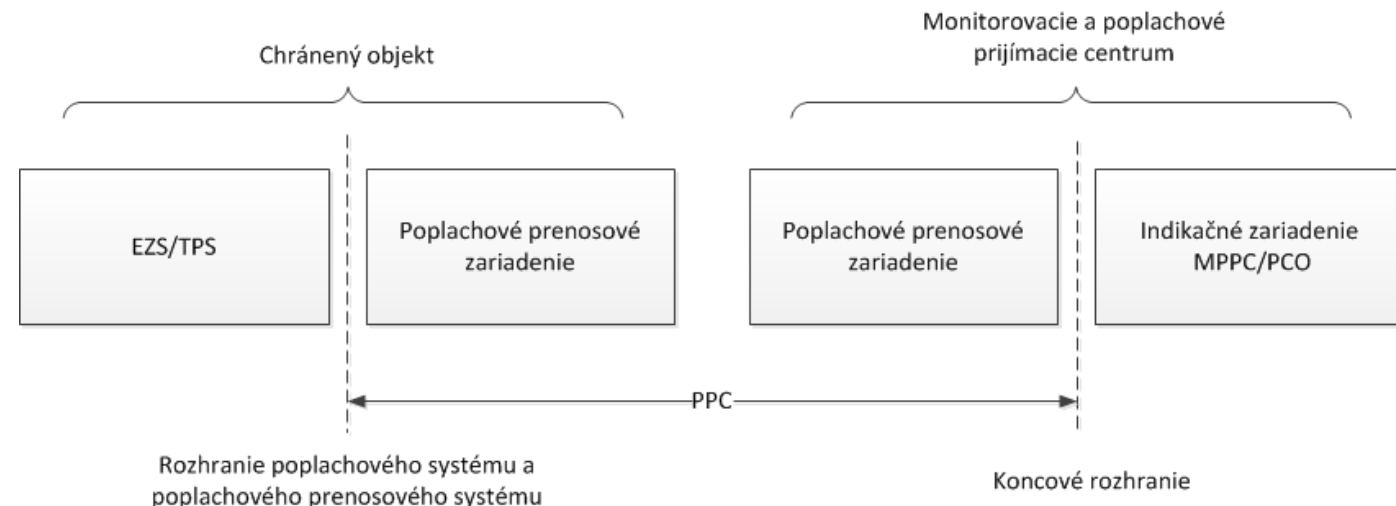 Monitorovacie a poplachové
prijímacie centrum
Chránený objekt
EZS/TPS
Poplachové prenosové
zariadenie
Poplachové prenosové
zariadenie
Indikačné zariadenie
MPPC/PCO
PPC
Rozhranie poplachového systému a
poplachového prenosového systému
Koncové rozhranie